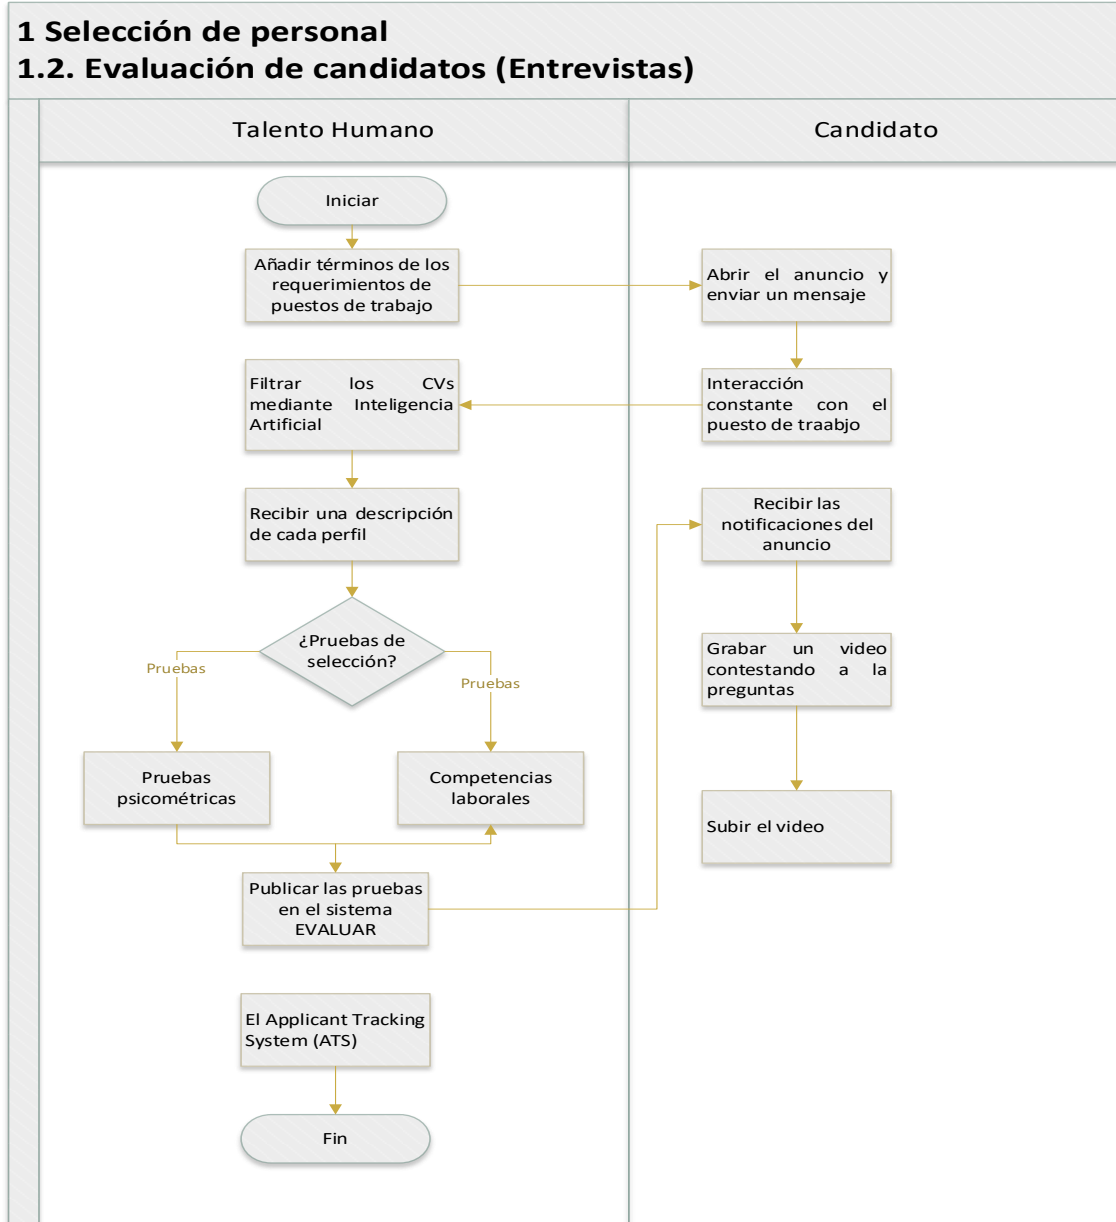 1 Selección de personal
1.2. Evaluación de candidatos (Entrevistas)
Talento Humano
Candidato
Iniciar
Añadir términos de los
requerimientos de
puestos de trabajo
Abrir el anuncio y
enviar un mensaje
Filtrar los CVs
mediante Inteligencia
Artificial
Interacción
constante con el
puesto de traabjo
Recibir una descripción
de cada perfil
Recibir las
notificaciones del
anuncio
¿Pruebas de
selección?
Pruebas
Pruebas
Grabar un video
contestando a la
preguntas
Pruebas
psicométricas
Competencias
laborales
Subir el video
Publicar las pruebas
en el sistema
EVALUAR
El Applicant Tracking
System (ATS)
Fin